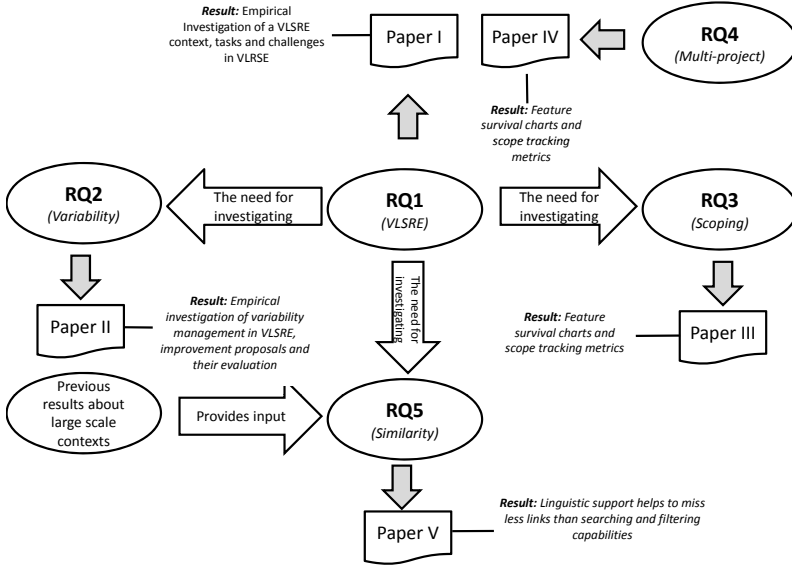 Result: Empirical
Investigation of a VLSRE
context, tasks and challenges
in VLRSE
Paper I
Paper IV
RQ4
(Multi-project)
Result: Feature
survival charts and
scope tracking
metrics
RQ2
(Variability)
The need for
investigating
RQ1
(VLSRE)
The need for
investigating
RQ3
(Scoping)
The need for
investigating
Paper II
Result: Empirical
investigation of variability
management in VLSRE,
improvement proposals and
their evaluation
Result: Feature
survival charts and
scope tracking metrics
Paper III
Previous
results about
large scale
contexts
Provides input
RQ5
(Similarity)
Paper V
Result: Linguistic support helps to miss
less links than searching and filtering
capabilities